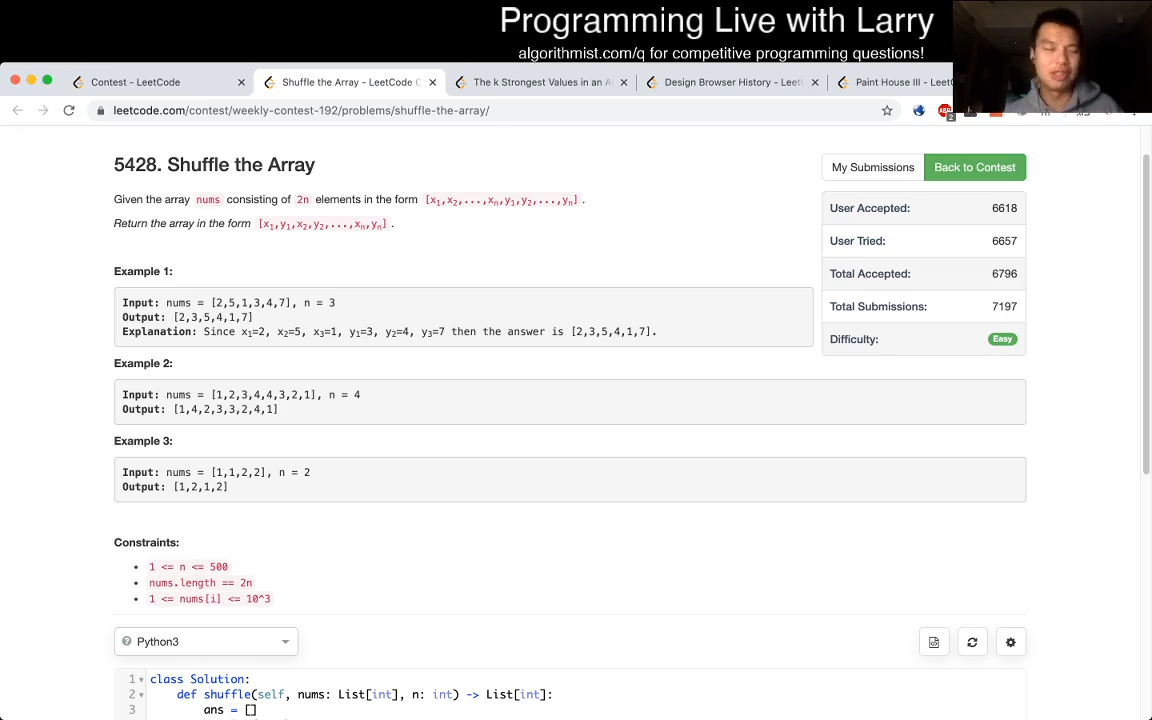 Programming Live with Larry
algorithmist.com/q for competitive programming questions!
Contest - LeetCode
Shuffle the Array - LeetCode C
The k Strongest Values in an A
Design Browser History - Leet
Paint House III - Leet
leetcode.com/contest/weekly-contest-192/problems/shuffle-the-array/
5428. Shuffle the Array
My Submissions
Back to Contest
Given the array nums consisting of 2n elements in the form [x1,x2,...,xn,y1,y2,...,yn] .
Return the array in the form [x1,y1,x2,y2,...,xn,yn] .
User Accepted: 6618
User Tried: 6657
Total Accepted: 6796
Total Submissions: 7197
Difficulty: Easy
Example 1:
Input: nums = [2,5,1,3,4,7], n = 3
Output: [2,3,5,4,1,7]
Explanation: Since x1=2, x2=5, x3=1, y1=3, y2=4, y3=7 then the answer is [2,3,5,4,1,7].
Example 2:
Input: nums = [1,2,3,4,4,3,2,1], n = 4
Output: [1,4,2,3,3,2,4,1]
Example 3:
Input: nums = [1,1,2,2], n = 2
Output: [1,2,1,2]
Constraints:
1 <= n <= 500
nums.length == 2n
1 <= nums[i] <= 10^3
Python3
1 class Solution:
2 def shuffle(self, nums: List[int], n: int) -> List[int]:
3 ans = []